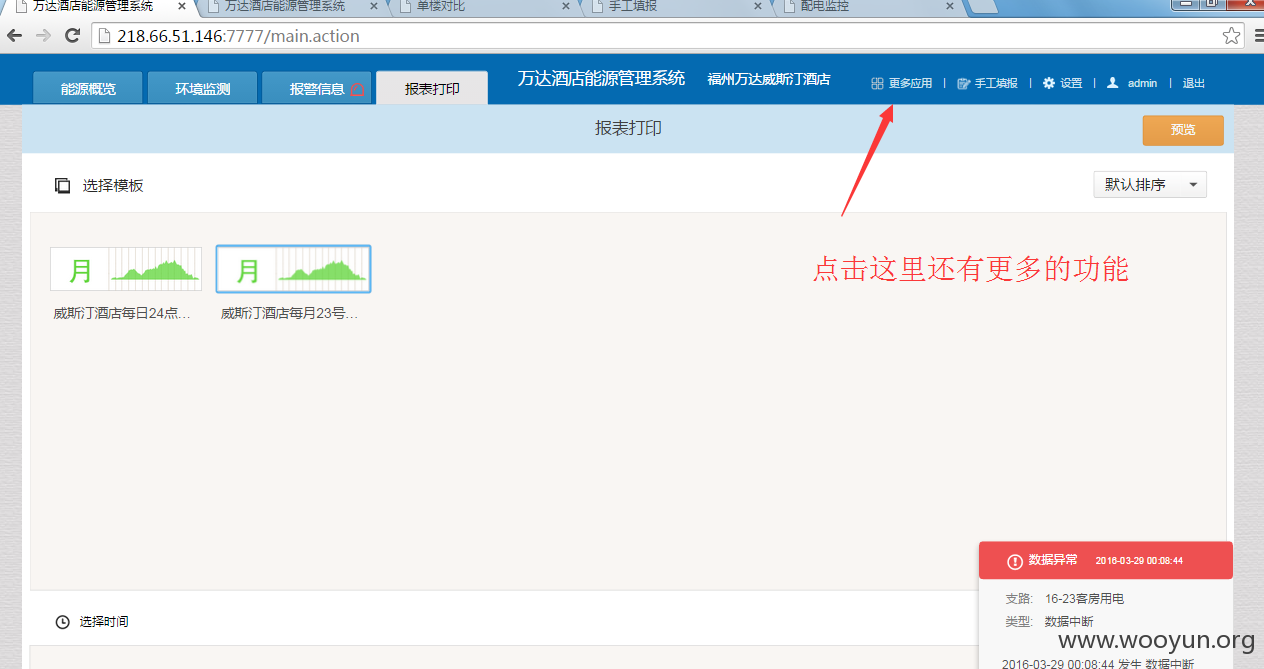 万达酒店能源管理系统 万达酒店能源管理系统 单楼对比 手工填报 配电监控
218.66.51.146:7777/main.action
能源概览 环境监测 报警信息 报表打印 万达酒店能源管理系统 福州万达威斯汀酒店 更多应用 | 手工填报 | 设置 | admin | 退出
报表打印 预览
选择模板 默认排序
点击这里还有更多的功能
月 月
威斯汀酒店每日24点... 威斯汀酒店每月23号...
数据异常 2016-03-29 00:08:44
支路: 16-23客房用电
选择时间
类型: 数据中断
www.wooyun.org
2016-03-29 00:08:44 发生 数据中断